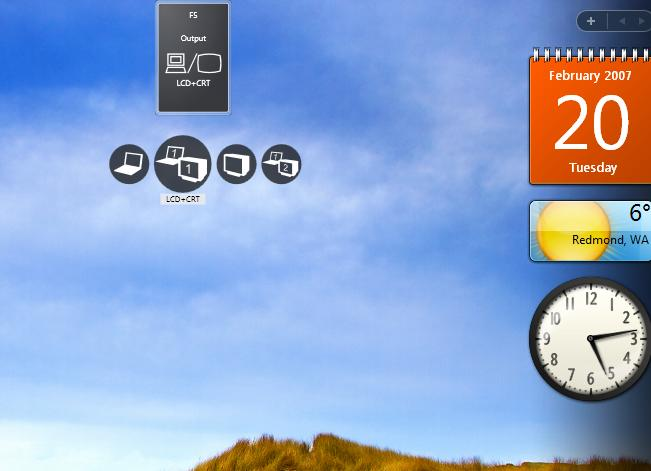 F5
Output
LCD+CRT
1
1
1
2
LCD+CRT
February 2007
20
Tuesday
6°
Redmond, WA
12
1
2
3
4
5
6
7
8
9
10
11